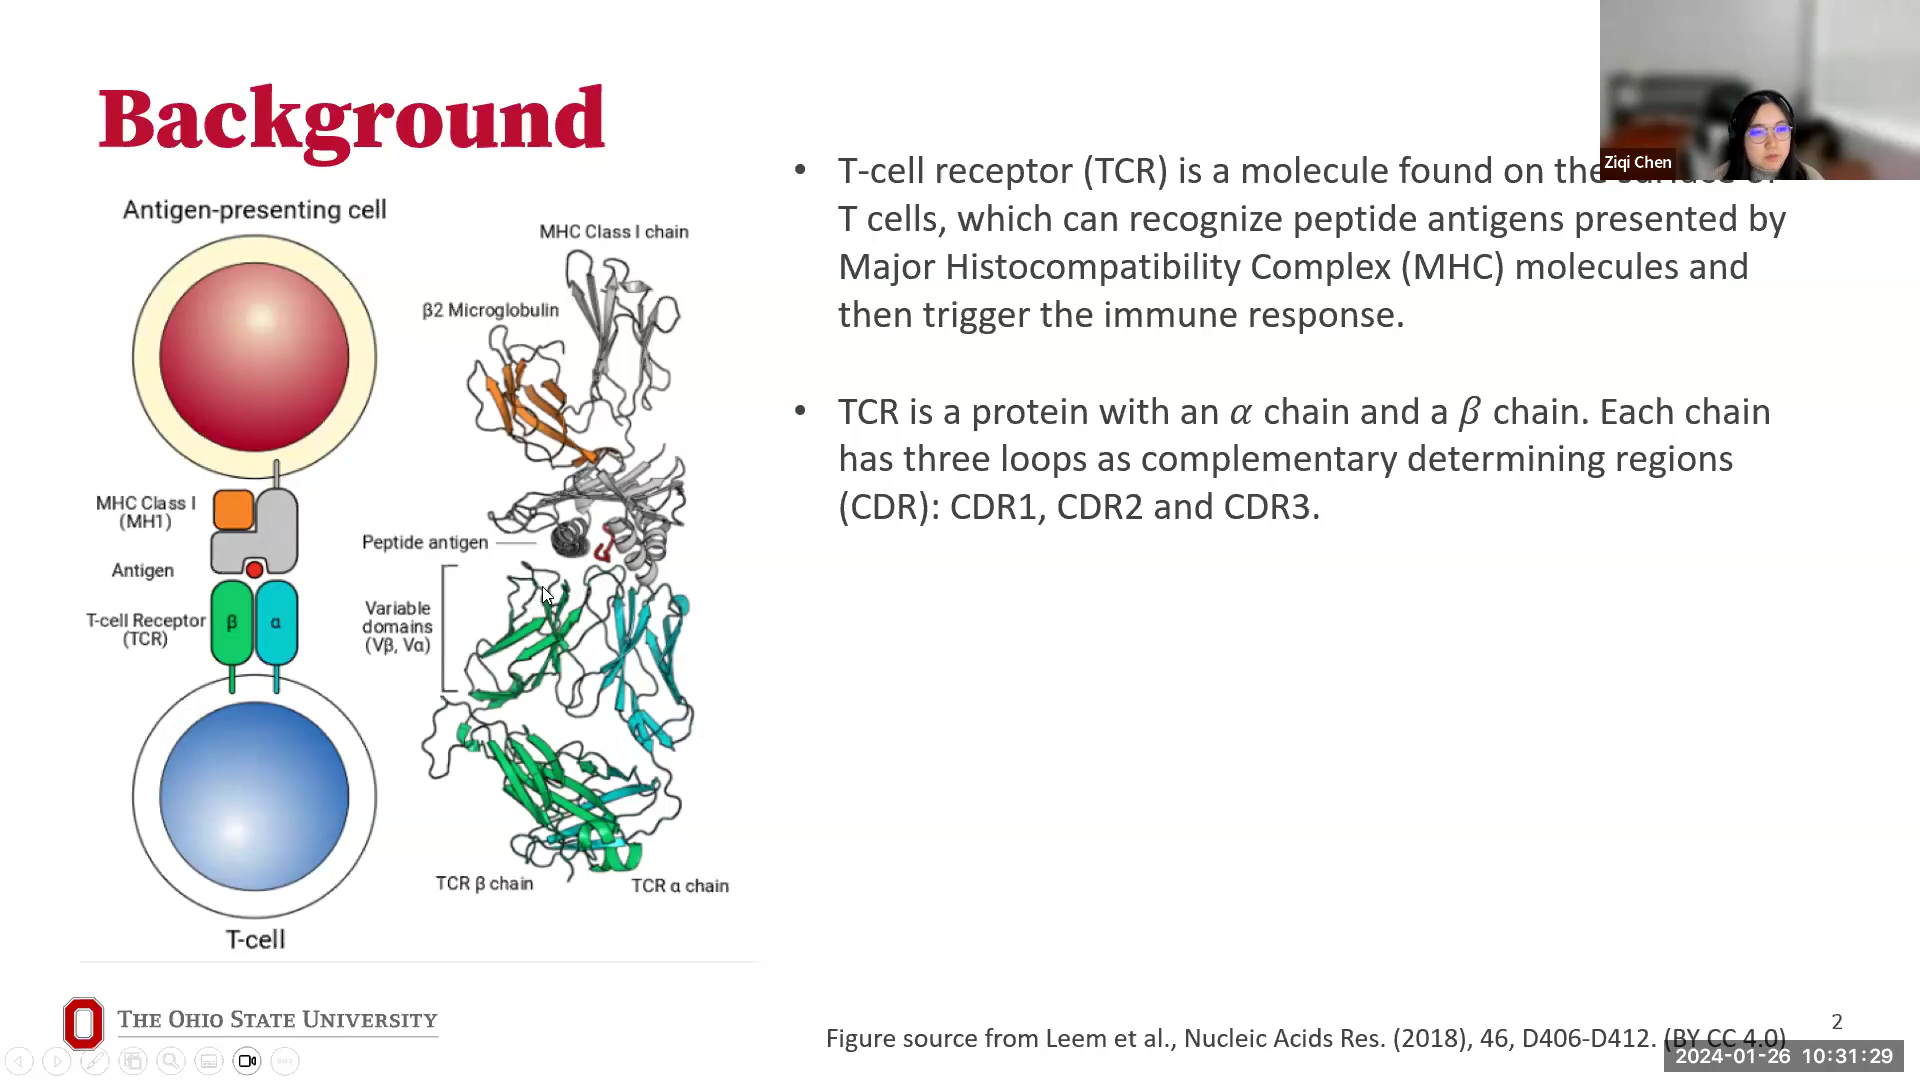 Background
Antigen-presenting cell
MHC Class I chain
β2 Microglobulin
MHC Class I
(MH1)
Peptide antigen
Antigen
T-cell Receptor
(TCR)
β
α
Variable
domains
(Vβ, Vα)
TCR β chain
TCR α chain
T-cell
• T-cell receptor (TCR) is a molecule found on the surface of
T cells, which can recognize peptide antigens presented by
Major Histocompatibility Complex (MHC) molecules and
then trigger the immune response.
• TCR is a protein with an α chain and a β chain. Each chain
has three loops as complementary determining regions
(CDR): CDR1, CDR2 and CDR3.
Ziqi Chen
THE OHIO STATE UNIVERSITY
2
Figure source from Leem et al., Nucleic Acids Res. (2018), 46, D406-D412. (BY CC 4.0)
2024-01-26 10:31:29